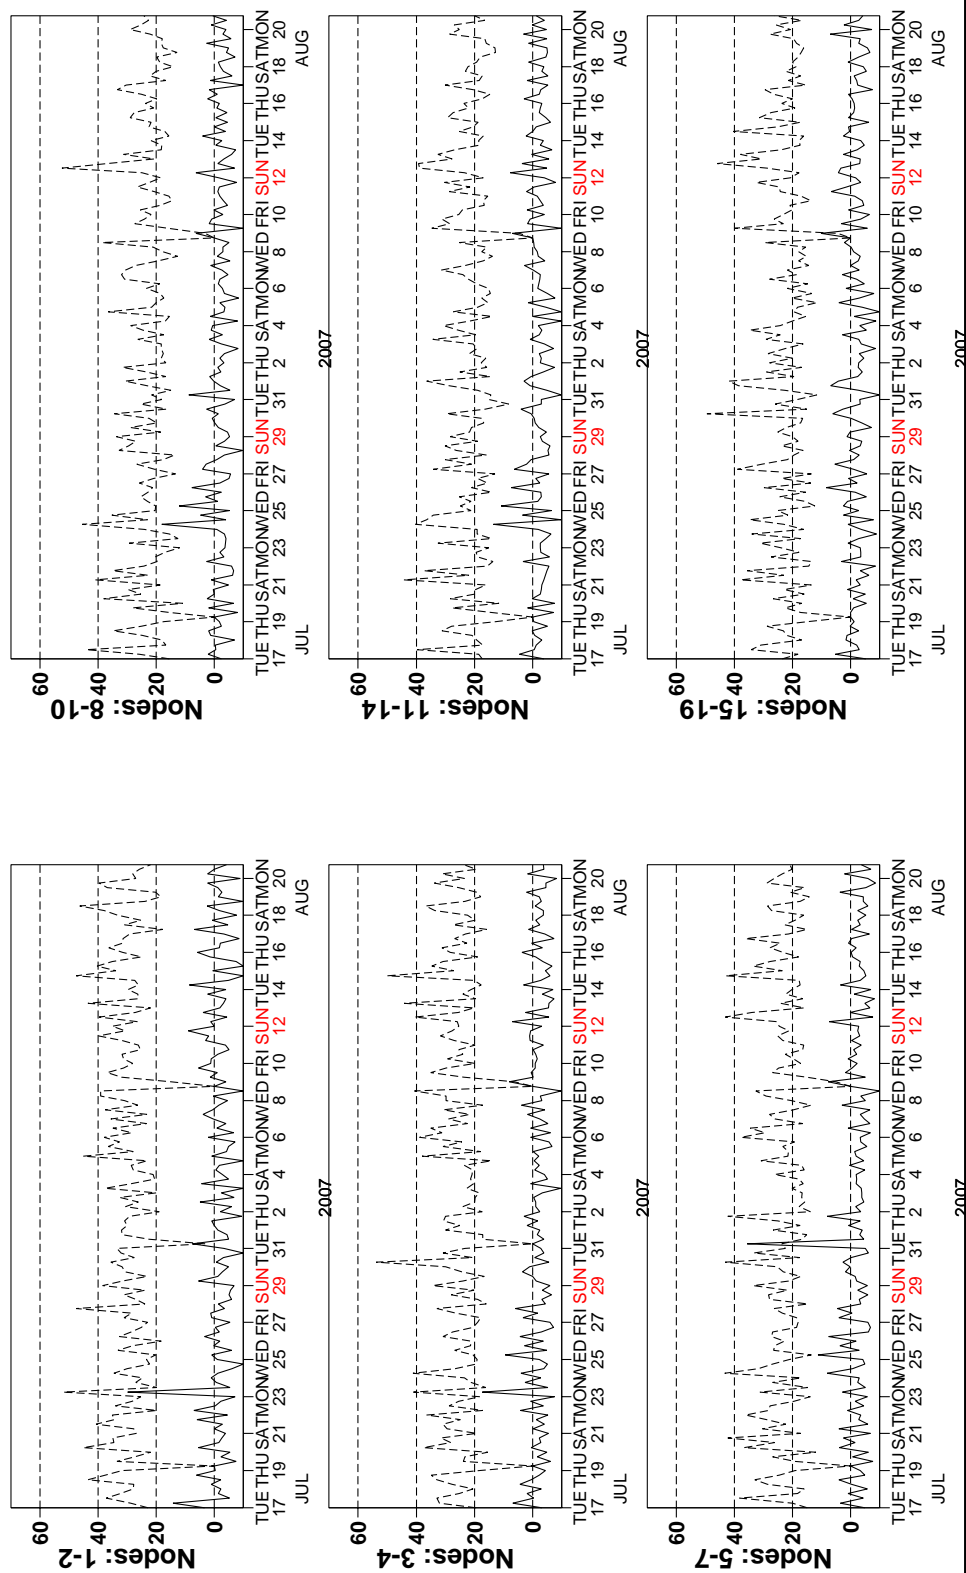 Nodes: 1-2
60
40
20
0
TUE THU SAT MON WED FRI SUN TUE THU SAT MON WED FRI SUN TUE THU SAT MON
17 19 21 23 25 27 29 31 2 4 6 8 10 12 14 16 18 20
JUL AUG
2007
Nodes: 3-4
60
40
20
0
TUE THU SAT MON WED FRI SUN TUE THU SAT MON WED FRI SUN TUE THU SAT MON
17 19 21 23 25 27 29 31 2 4 6 8 10 12 14 16 18 20
JUL AUG
2007
Nodes: 5-7
60
40
20
0
TUE THU SAT MON WED FRI SUN TUE THU SAT MON WED FRI SUN TUE THU SAT MON
17 19 21 23 25 27 29 31 2 4 6 8 10 12 14 16 18 20
JUL AUG
2007
Nodes: 8-10
60
40
20
0
TUE THU SAT MON WED FRI SUN TUE THU SAT MON WED FRI SUN TUE THU SAT MON
17 19 21 23 25 27 29 31 2 4 6 8 10 12 14 16 18 20
JUL AUG
2007
Nodes: 11-14
60
40
20
0
TUE THU SAT MON WED FRI SUN TUE THU SAT MON WED FRI SUN TUE THU SAT MON
17 19 21 23 25 27 29 31 2 4 6 8 10 12 14 16 18 20
JUL AUG
2007
Nodes: 15-19
60
40
20
0
TUE THU SAT MON WED FRI SUN TUE THU SAT MON WED FRI SUN TUE THU SAT MON
17 19 21 23 25 27 29 31 2 4 6 8 10 12 14 16 18 20
JUL AUG
2007